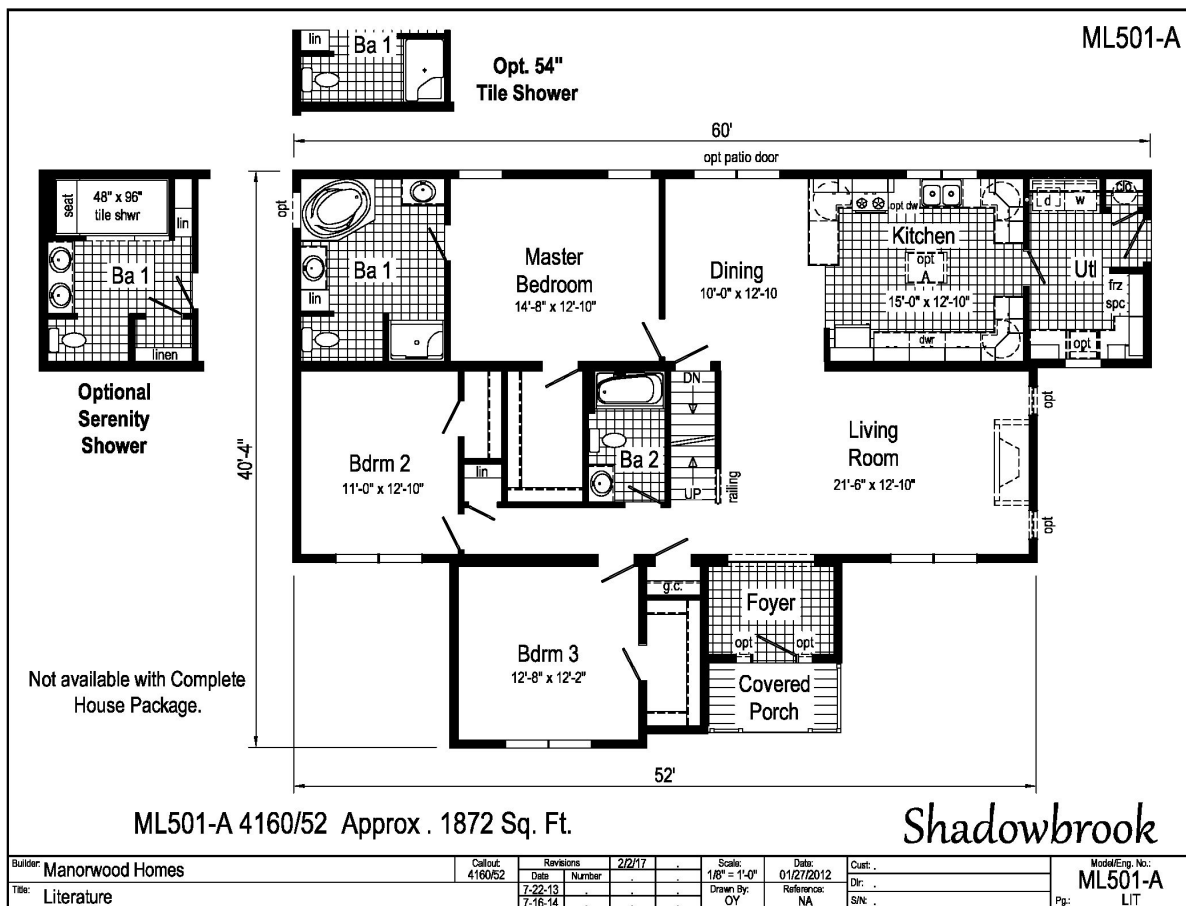 ML501-A
lin
Ba 1
Opt. 54"
Tile Shower
60'
opt patio door
seat
48" x 96"
tile shwr
lin
Ba 1
linen
Optional
Serenity
Shower
40'-4"
opt
Ba 1
lin
Master
Bedroom
14'-8" x 12'-10"
Dining
10'-0" x 12'-10
opt dw
Kitchen
opt
A
15'-0" x 12'-10"
dwr
d
w
clo
Utl
frz
spc
opt
Bdrm 2
11'-0" x 12'-10"
lin
Ba 2
DN
UP
railing
Living
Room
21'-6" x 12'-10"
opt
opt
g.c.
Foyer
opt
opt
Bdrm 3
12'-8" x 12'-2"
Covered
Porch
Not available with Complete
House Package.
52'
ML501-A 4160/52 Approx . 1872 Sq. Ft.
Shadowbrook
Builder: Manorwood Homes
Title: Literature
Callout:
4160/52
Revisions 2/2/17 .
Date Number . .
7-22-13 . . .
7-16-14 . . .
Scale:
1/8" = 1'-0"
Date:
01/27/2012
Drawn By:
OY
Reference:
NA
Cust: .
Dlr: .
S/N: .
Model/Eng. No.:
ML501-A
Pg.: LIT